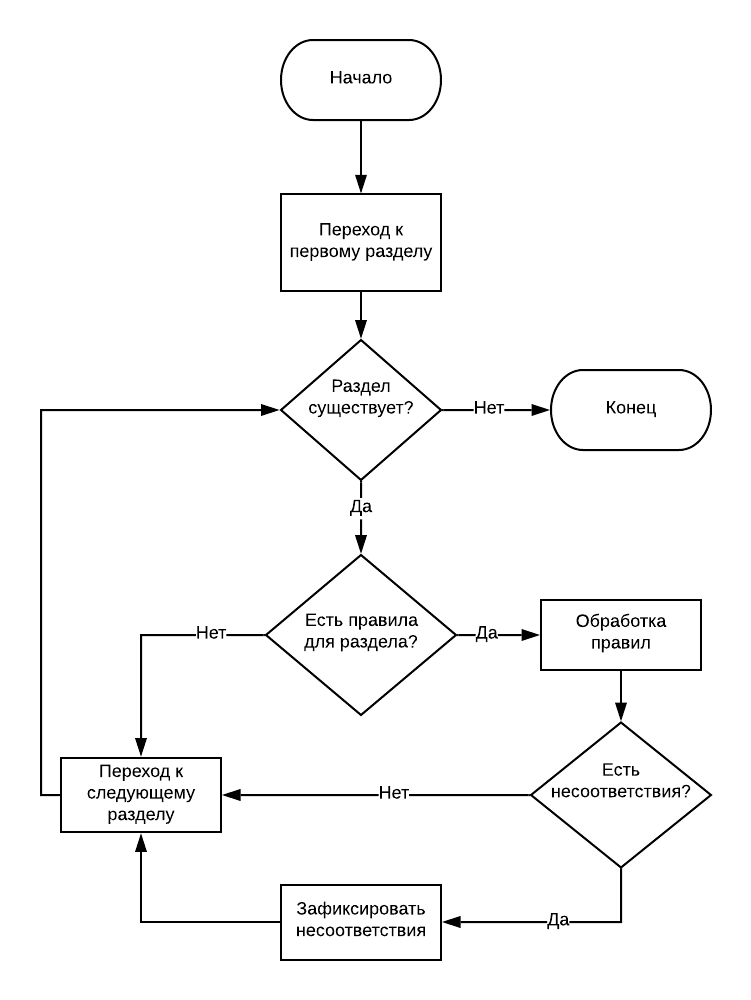 Начало
Переход к
первому разделу
Раздел
существует?
Нет
Конец
Да
Есть правила
для раздела?
Нет
Да
Обработка
правил
Есть
несоответствия?
Нет
Переход к
следующему
разделу
Да
Зафиксировать
несоответствия